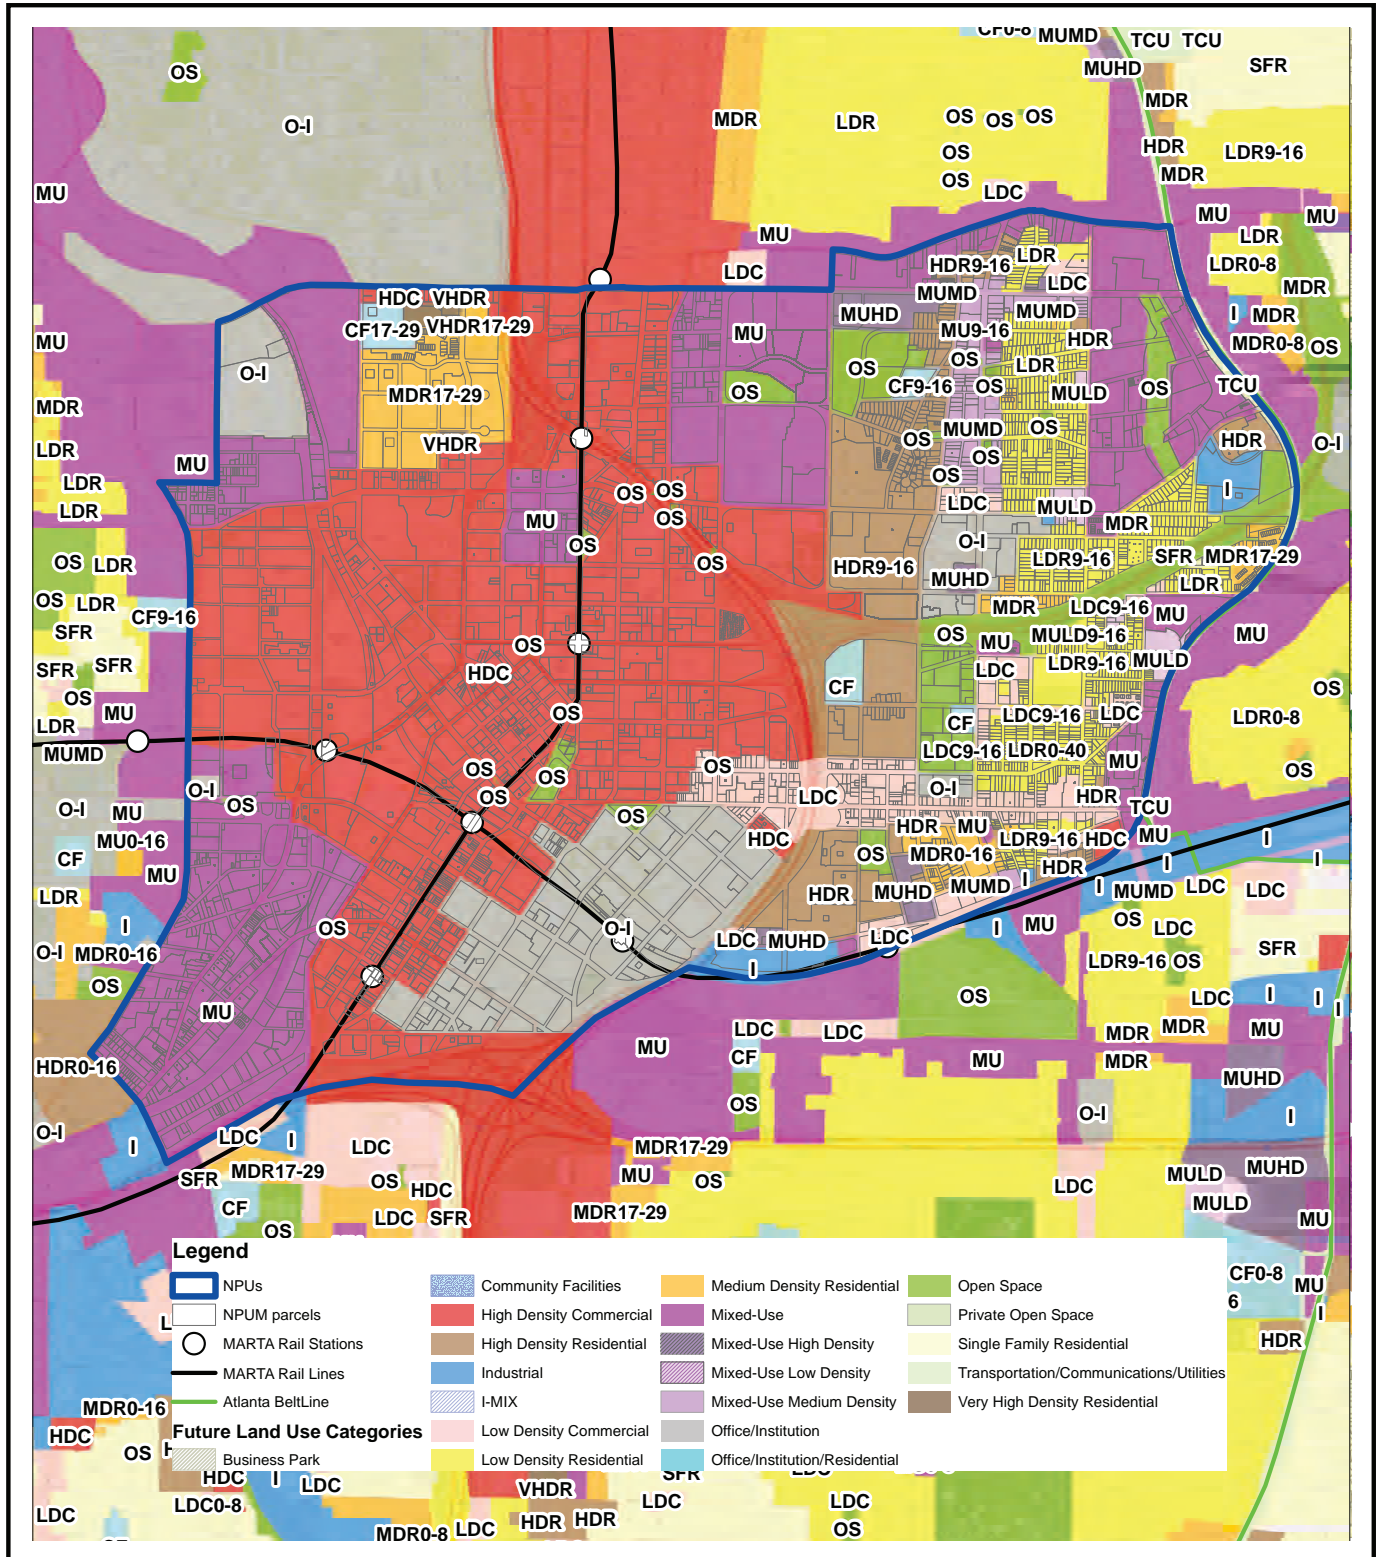 CF0-8 MUMD TCU TCU
OS MUHD SFR
MDR
O-I MDR LDR OS OS OS
HDR LDR9-16
OS
OS MDR
MU LDC
MU MU
MU LDR
LDC HDR9-16 LDR LDR0-8
LDC MDR
HDC VHDR MUMD
CF17-29 VHDR17-29 MUHD MUMD I MDR
MU MU MU9-16 HDR MDR0-8 OS
OS LDR
O-I OS CF9-16 OS TCU
MDR MDR17-29 OS MULD OS
MUMD OS
LDR VHDR OS HDR O-I
OS
MU
LDR OS I
LDR OS OS LDC MULD
OS
MU MDR
OS O-I
OS LDR OS HDR9-16 LDR9-16 SFR MDR17-29
MUHD LDR
OS LDR MDR LDC9-16
CF9-16 MU
SFR OS MULD9-16 MU
OS MU
SFR SFR HDC LDR9-16 MULD
LDC
OS CF OS
MU OS LDC9-16 LDC LDR0-8
LDR CF
MUMD LDC9-16 LDR0-40
OS OS OS MU OS
O-I OS OS LDC O-I HDR
O-I MU OS TCU
MU0-16 HDC HDR MU LDR9-16 HDC MU I
CF OS MDR0-16 I I
MU HDR I
LDR HDR MUHD MUMD I MUMD LDC LDC
I OS
OS O-I LDC I MU LDC
O-I MDR0-16 LDC MUHD SFR
I LDR9-16 OS
OS OS I I
MU LDC I
LDC LDC MDR MDR MU
MU
HDR0-16 CF MU MDR
MUHD
OS O-I I
O-I I LDC I
LDC MDR17-29
SFR MDR17-29 MU OS MULD MUHD
OS HDC LDC
CF LDC SFR MDR17-29 MULD
OS MU
Legend
NPUs
NPUM parcels
MARTA Rail Stations
MARTA Rail Lines
Atlanta BeltLine
Future Land Use Categories
Business Park
Community Facilities
High Density Commercial
High Density Residential
Industrial
I-MIX
Low Density Commercial
Low Density Residential
Medium Density Residential
Mixed-Use
Mixed-Use High Density
Mixed-Use Low Density
Mixed-Use Medium Density
Office/Institution
Office/Institution/Residential
Open Space
Private Open Space
Single Family Residential
Transportation/Communications/Utilities
Very High Density Residential
CF0-8
MU
6
I
HDR
MDR0-16
HDC
OS
HDC I LDC SFR
LDC0-8 VHDR
LDC LDC LDC
HDR HDR
MDR0-8 LDC OS